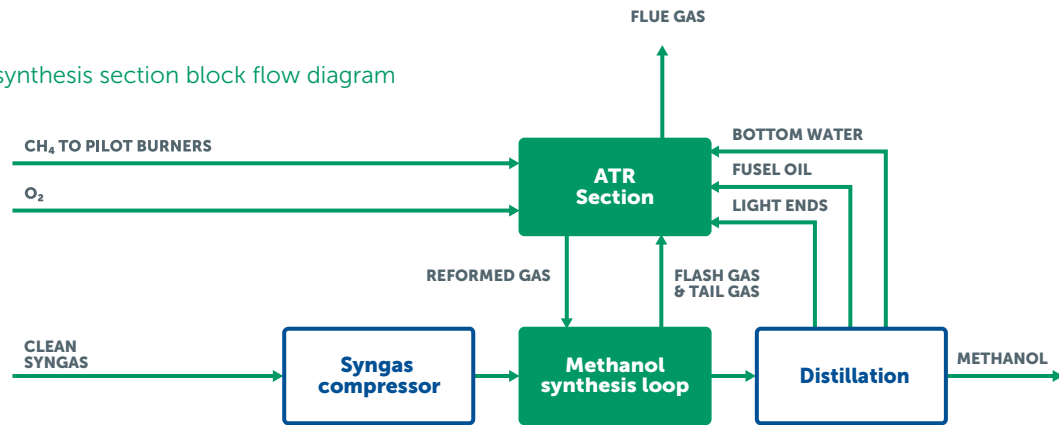 FLUE GAS
synthesis section block flow diagram
CH₄ TO PILOT BURNERS
O₂
ATR
Section
BOTTOM WATER
FUSEL OIL
LIGHT ENDS
REFORMED GAS
FLASH GAS
& TAIL GAS
CLEAN
SYNGAS
Syngas
compressor
Methanol
synthesis loop
Distillation
METHANOL